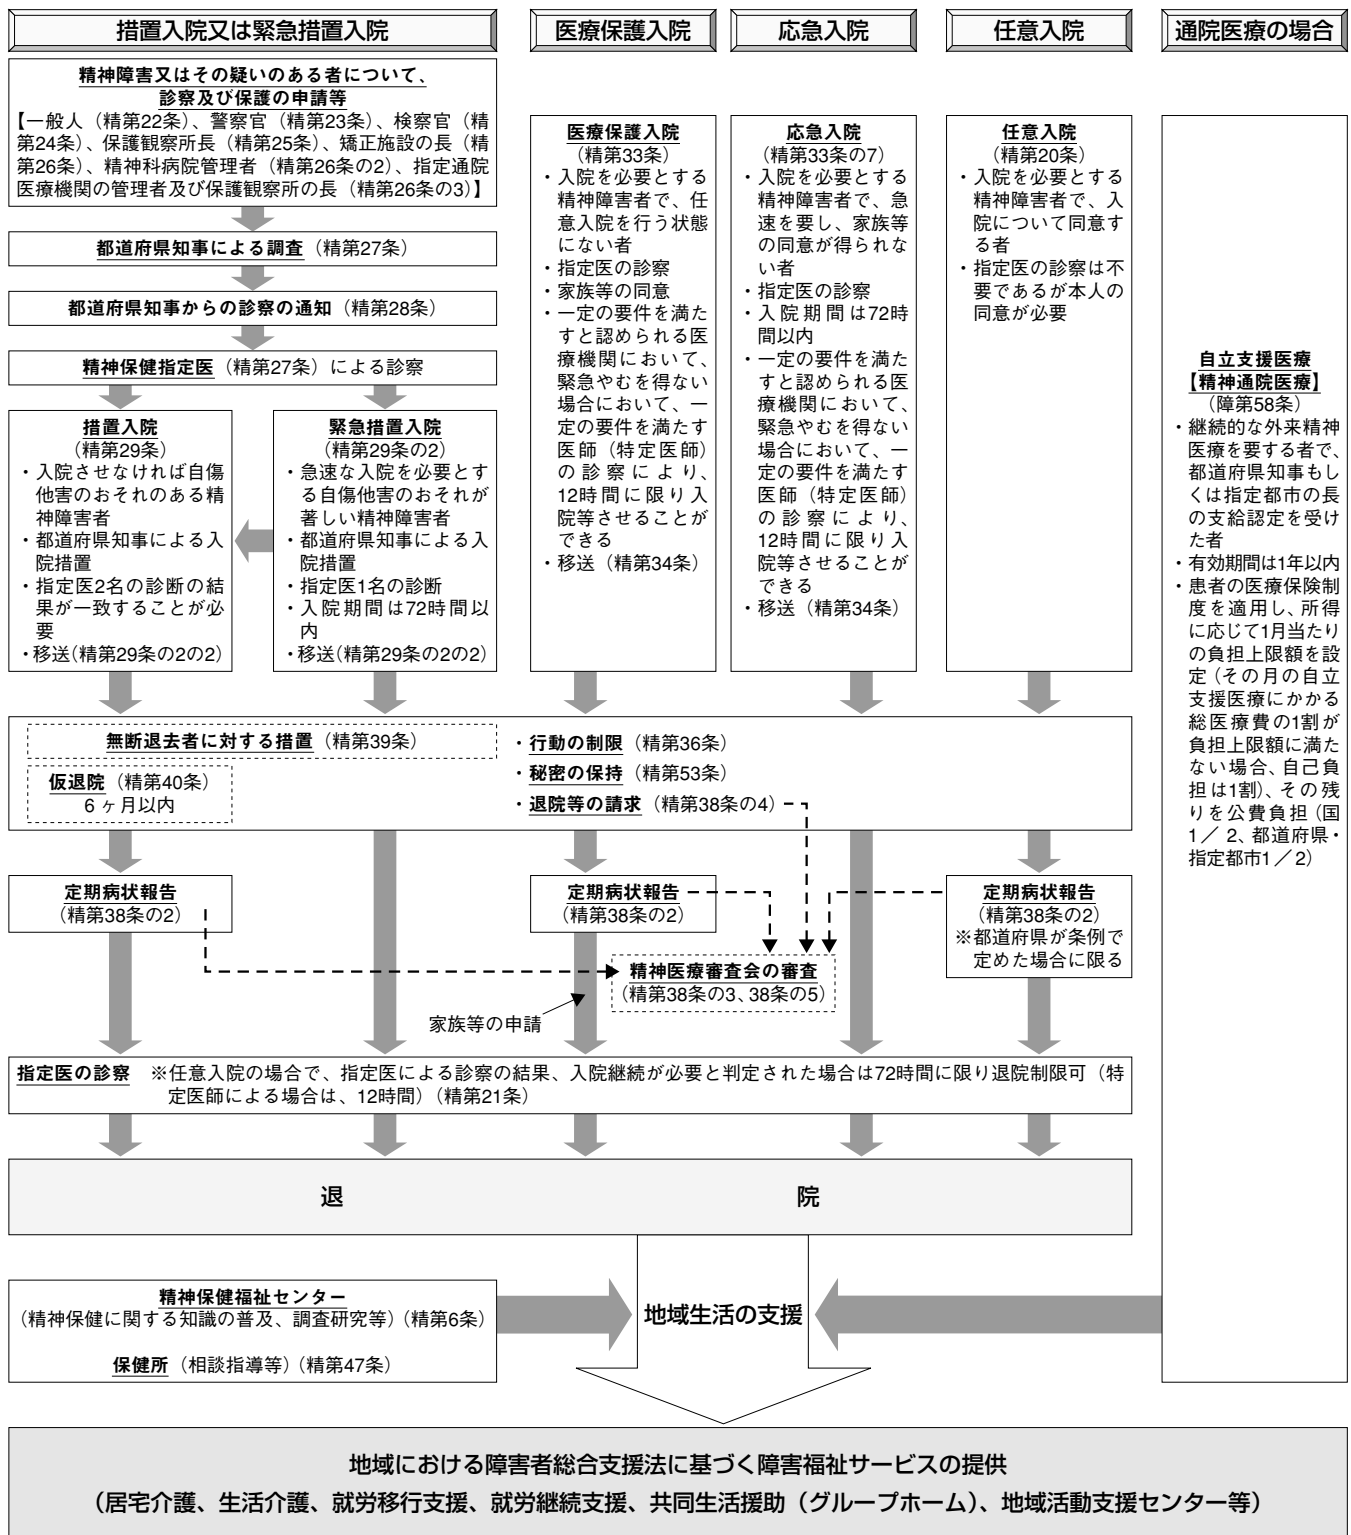 措置入院又は緊急措置入院
医療保護入院
応急入院
任意入院
通院医療の場合
精神障害又はその疑いのある者について、
診察及び保護の申請等
【一般人（精第22条）、警察官（精第23条）、検察官（精
第24条）、保護観察所長（精第25条）、矯正施設の長（精
第26条）、精神科病院管理者（精第26条の2）、指定通院
医療機関の管理者及び保護観察所の長（精第26条の3）】
都道府県知事による調査（精第27条）
都道府県知事からの診察の通知（精第28条）
精神保健指定医（精第27条）による診察
措置入院
（精第29条）
・入院させなければ自傷
他害のおそれのある精
神障害者
・都道府県知事による入
院措置
・指定医2名の診断の結
果が一致することが必
要
・移送（精第29条の2の2）
緊急措置入院
（精第29条の2）
・急速な入院を必要とす
る自傷他害のおそれが
著しい精神障害者
・都道府県知事による入
院措置
・指定医1名の診断
・入院期間は72時間以
内
・移送（精第29条の2の2）
医療保護入院
（精第33条）
・入院を必要とする
精神障害者で、任
意入院を行う状態
にない者
・指定医の診察
・家族等の同意
・一定の要件を満た
すと認められる医
療機関において、
緊急やむを得ない
場合において、一
定の要件を満たす
医師（特定医師）
の診察により、
12時間に限り入
院等させることが
できる
・移送（精第34条）
応急入院
（精第33条の7）
・入院を必要とする
精神障害者で、急
速を要し、家族等
の同意が得られな
い者
・指定医の診察
・入院期間は72時
間以内
・一定の要件を満た
すと認められる医
療機関において、
緊急やむを得ない
場合において、一
定の要件を満たす
医師（特定医師）
の診察により、
12時間に限り入
院等させることが
できる
・移送（精第34条）
任意入院
（精第20条）
・入院を必要とする
精神障害者で、入
院について同意す
る者
・指定医の診察は不
要であるが本人の
同意が必要
自立支援医療
【精神通院医療】
（障第58条）
・継続的な外来精神
医療を要する者で、
都道府県知事もし
くは指定都市の長
の支給認定を受け
た者
・有効期間は1年以内
・患者の医療保険制
度を適用し、所得
に応じて1月当たり
の負担上限額を設
定（その月の自立
支援医療にかかる
総医療費の1割が
負担上限額に満た
ない場合、自己負
担は1割）、その残
りを公費負担（国
1／2、都道府県・
指定都市1／2）
無断退去者に対する措置（精第39条）
仮退院（精第40条）
6ヶ月以内
・行動の制限（精第36条）
・秘密の保持（精第53条）
・退院等の請求（精第38条の4）
定期病状報告
（精第38条の2）
定期病状報告
（精第38条の2）
定期病状報告
（精第38条の2）
※都道府県が条例で
定めた場合に限る
精神医療審査会の審査
（精第38条の3、38条の5）
家族等の申請
指定医の診察 ※任意入院の場合で、指定医による診察の結果、入院継続が必要と判定された場合は72時間に限り退院制限可（特
定医師による場合は、12時間）（精第21条）
退 院
精神保健福祉センター
（精神保健に関する知識の普及、調査研究等）（精第6条）
保健所（相談指導等）（精第47条）
地域生活の支援
地域における障害者総合支援法に基づく障害福祉サービスの提供
（居宅介護、生活介護、就労移行支援、就労継続支援、共同生活援助（グループホーム）、地域活動支援センター等）